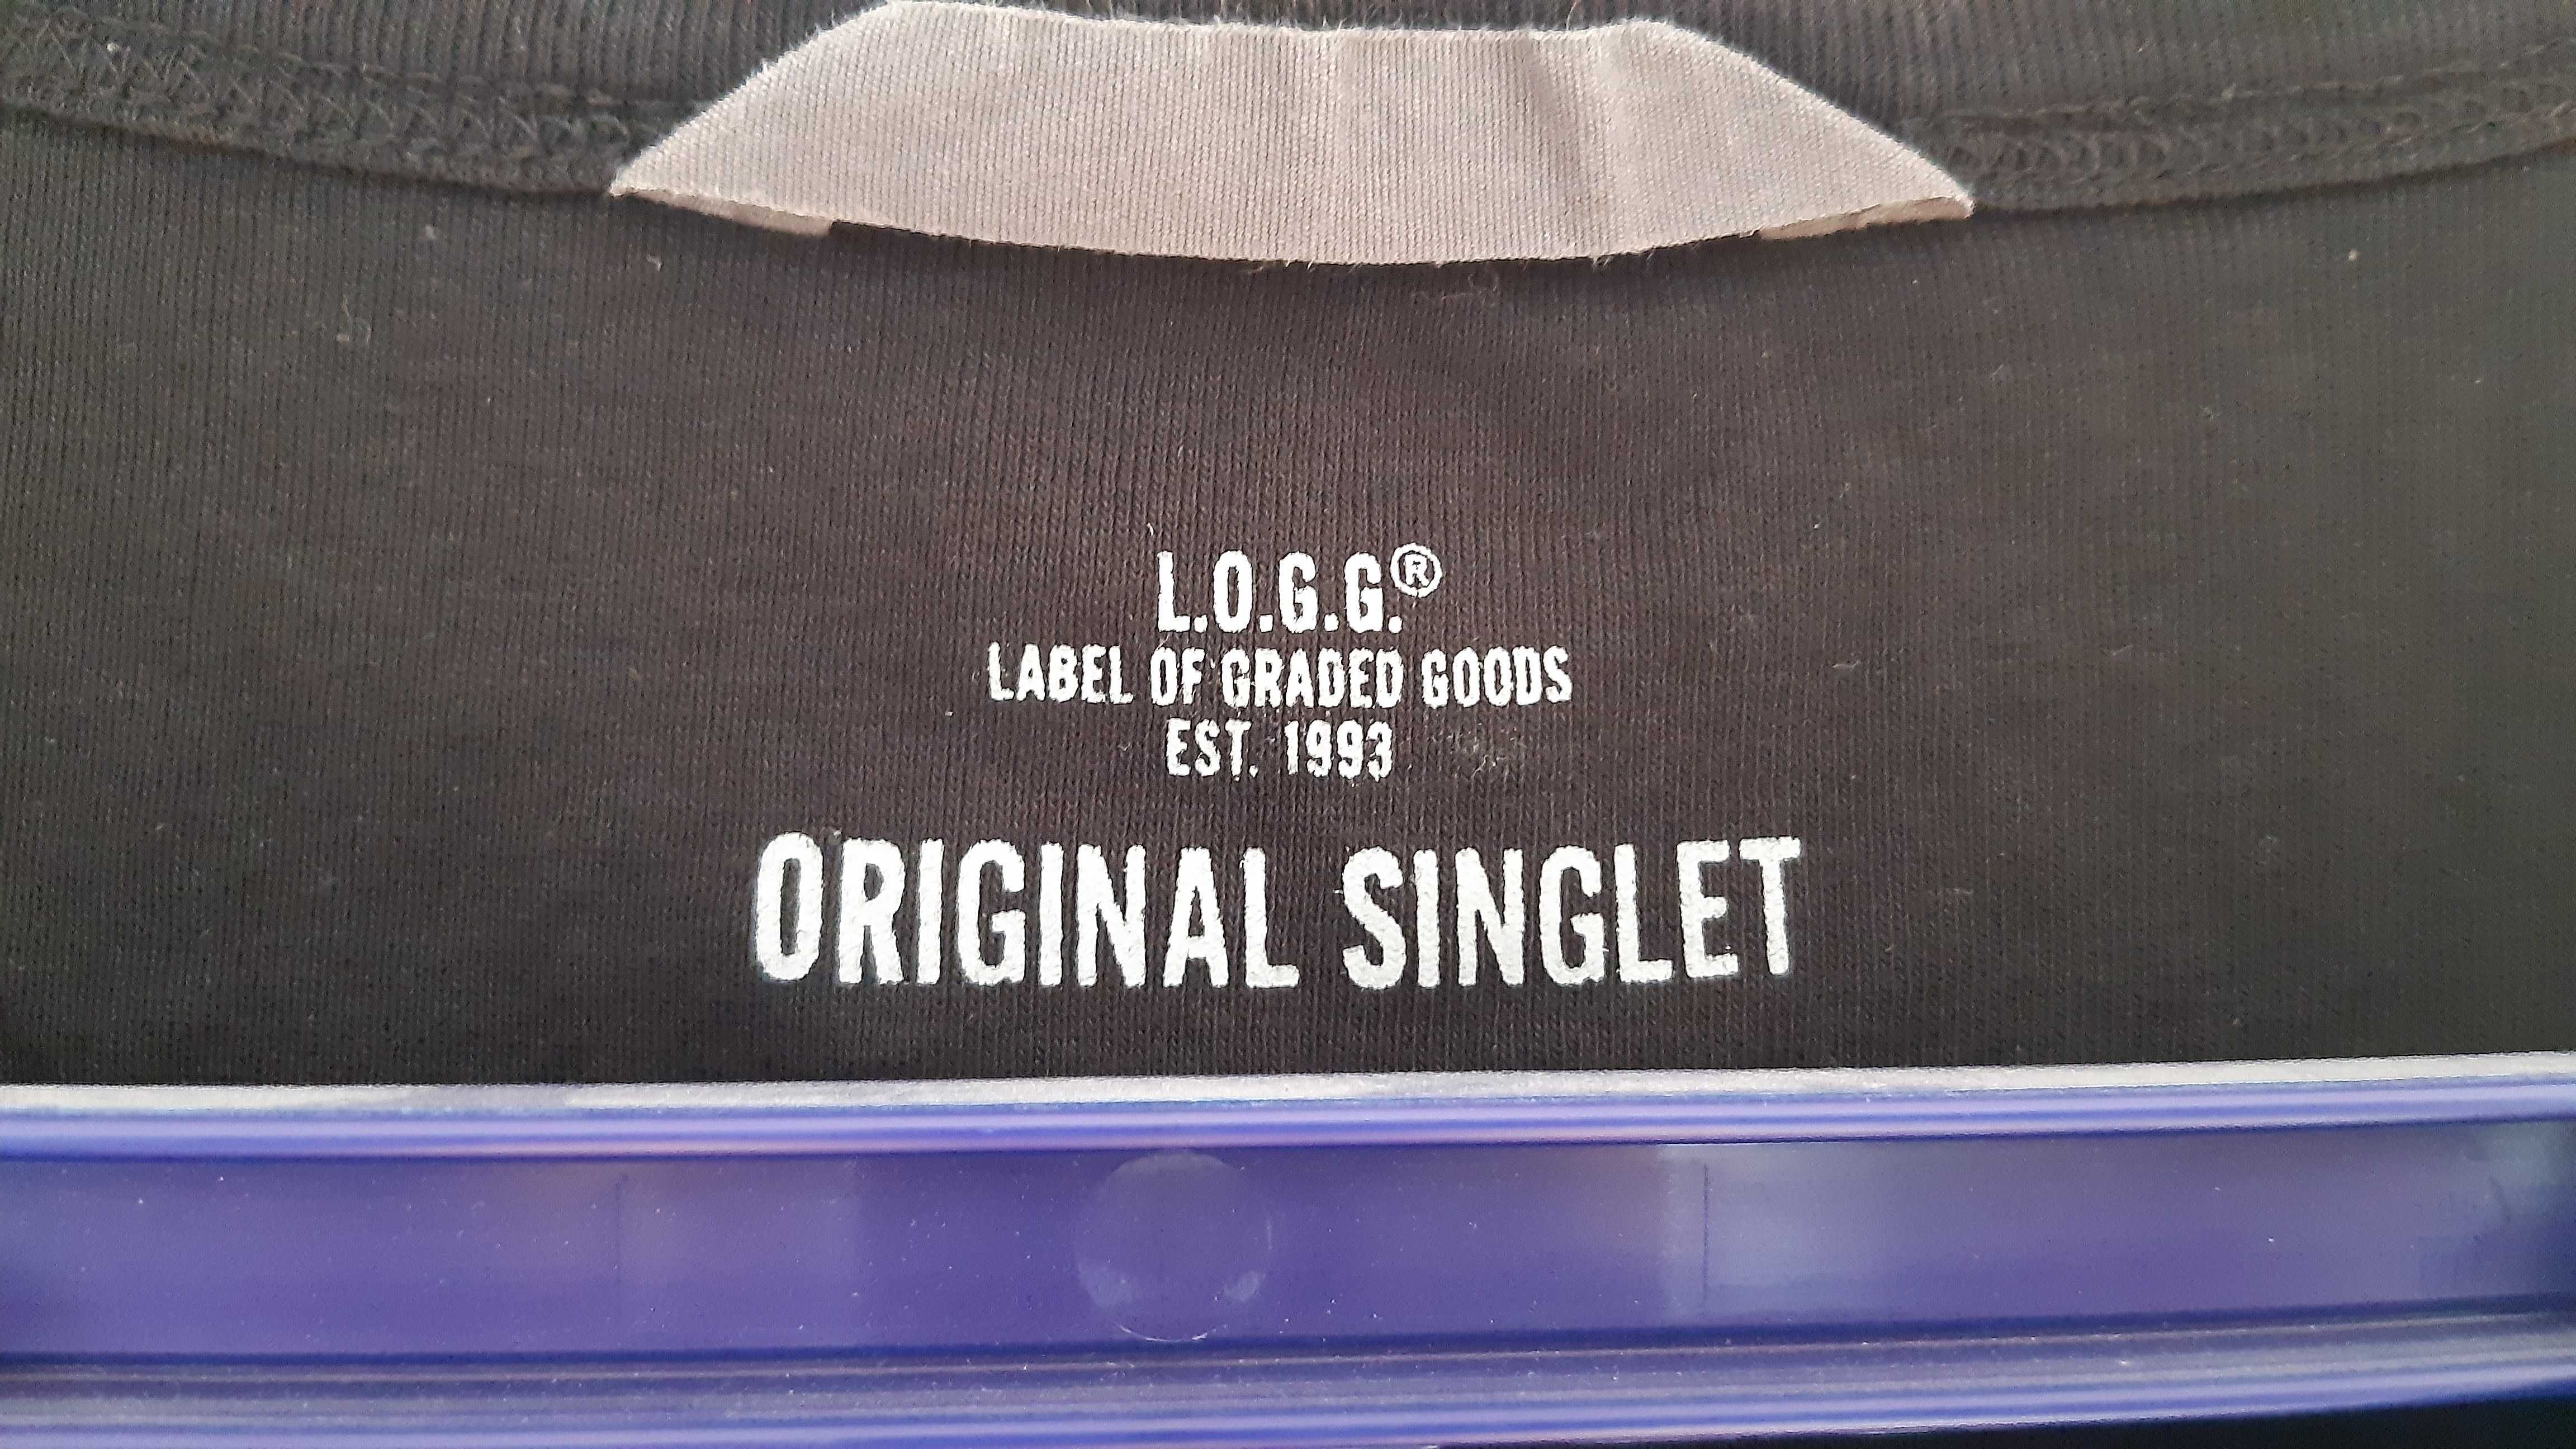 L.O.G.G.®
LABEL OF GRADED GOODS
EST. 1993
ORIGINAL SINGLET